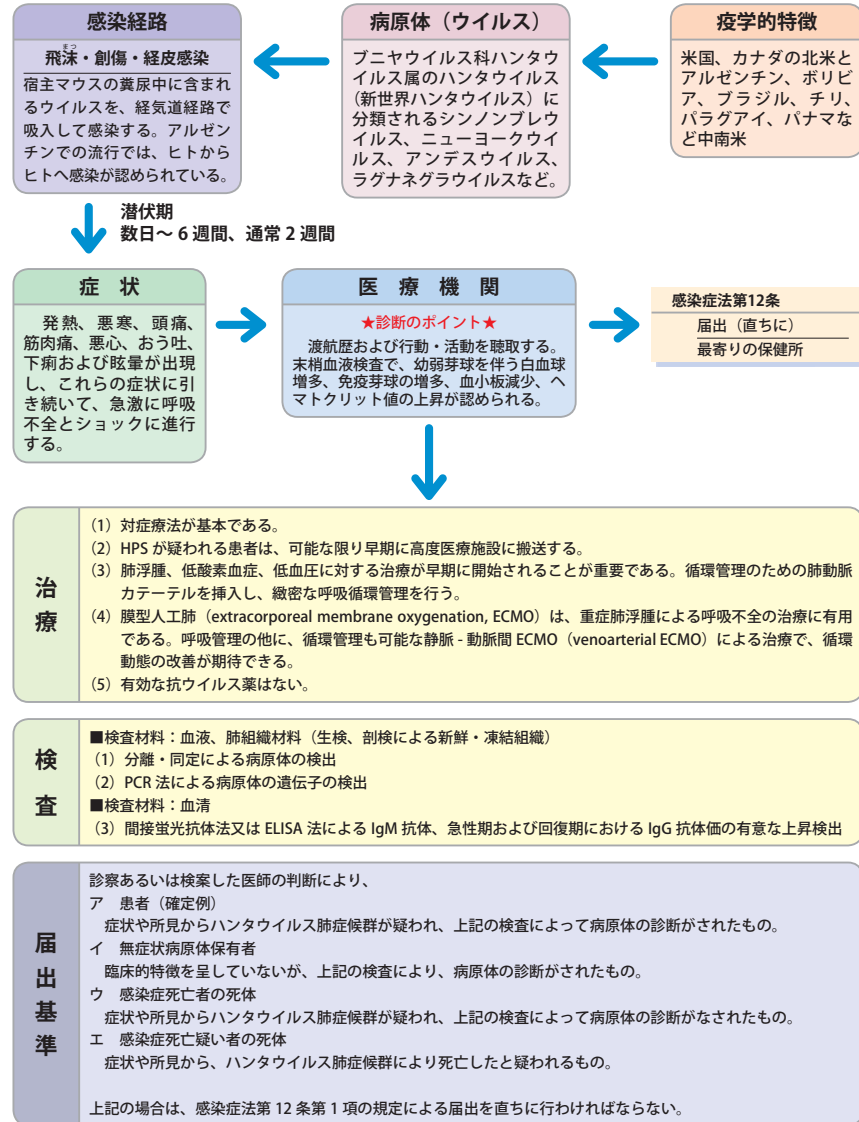 感染経路
飛沫・創傷・経皮感染
まつ
宿主マウスの糞尿中に含まれ
るウイルスを、経気道経路で
吸入して感染する。アルゼン
チンでの流行では、ヒトから
ヒトへ感染が認められている。
病原体（ウイルス）
ブニヤウイルス科ハンタウ
イルス属のハンタウイルス
（新世界ハンタウイルス）に
分類されるシンノンブレウ
イルス、ニューヨークウイ
ルス、アンデスウイルス、
ラグナネグラウイルスなど。
疫学的特徴
米国、カナダの北米と
アルゼンチン、ボリビ
ア、ブラジル、チリ、
パラグアイ、パナマな
ど中南米
潜伏期
数日〜 6 週間、通常 2 週間
症　状
発熱、悪寒、頭痛、
筋肉痛、悪心、おう吐、
下痢および眩暈が出現
し、これらの症状に引
き続いて、急激に呼吸
不全とショックに進行
する。
医　療　機　関
★診断のポイント★
渡航歴および行動・活動を聴取する。
末梢血液検査で、幼弱芽球を伴う白血球
増多、免疫芽球の増多、血小板減少、ヘ
マトクリット値の上昇が認められる。
感染症法第12条
届出（直ちに）
最寄りの保健所
治療
（1）対症療法が基本である。
（2）HPS が疑われる患者は、可能な限り早期に高度医療施設に搬送する。
（3）肺浮腫、低酸素血症、低血圧に対する治療が早期に開始されることが重要である。循環管理のための肺動脈
カテーテルを挿入し、緻密な呼吸循環管理を行う。
（4）膜型人工肺（extracorporeal membrane oxygenation, ECMO）は、重症肺浮腫による呼吸不全の治療に有用
である。呼吸管理の他に、循環管理も可能な静脈 - 動脈間 ECMO（venoarterial ECMO）による治療で、循環
動態の改善が期待できる。
（5）有効な抗ウイルス薬はない。
検査
■検査材料：血液、肺組織材料（生検、剖検による新鮮・凍結組織）
（1）分離・同定による病原体の検出
（2）PCR 法による病原体の遺伝子の検出
■検査材料：血清
（3）間接蛍光抗体法又は ELISA 法による IgM 抗体、急性期および回復期における IgG 抗体価の有意な上昇検出
届出基準
診察あるいは検案した医師の判断により、
ア　患者（確定例）
症状や所見からハンタウイルス肺症候群が疑われ、上記の検査によって病原体の診断がされたもの。
イ　無症状病原体保有者
臨床的特徴を呈していないが、上記の検査により、病原体の診断がされたもの。
ウ　感染症死亡者の死体
症状や所見からハンタウイルス肺症候群が疑われ、上記の検査によって病原体の診断がなされたもの。
エ　感染症死亡疑い者の死体
症状や所見から、ハンタウイルス肺症候群により死亡したと疑われるもの。
上記の場合は、感染症法第 12 条第 1 項の規定による届出を直ちに行わければならない。